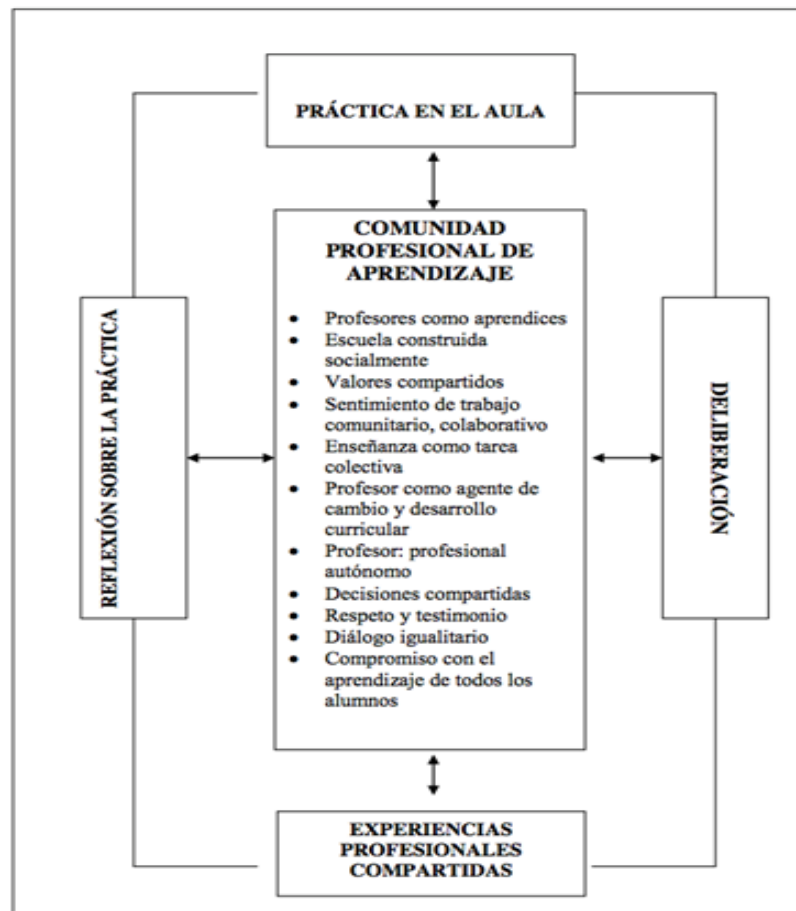 PRÁCTICA EN EL AULA
COMUNIDAD
PROFESIONAL DE
APRENDIZAJE
• Profesores como aprendices
• Escuela construida
socialmente
• Valores compartidos
• Sentimiento de trabajo
comunitario, colaborativo
• Enseñanza como tarea
colectiva
• Profesor como agente de
cambio y desarrollo
curricular
• Profesor: profesional
autónomo
• Decisiones compartidas
• Respeto y testimonio
• Diálogo igualitario
• Compromiso con el
aprendizaje de todos los
alumnos
REFLEXIÓN SOBRE LA PRÁCTICA
DELIBERACIÓN
EXPERIENCIAS
PROFESIONALES
COMPARTIDAS